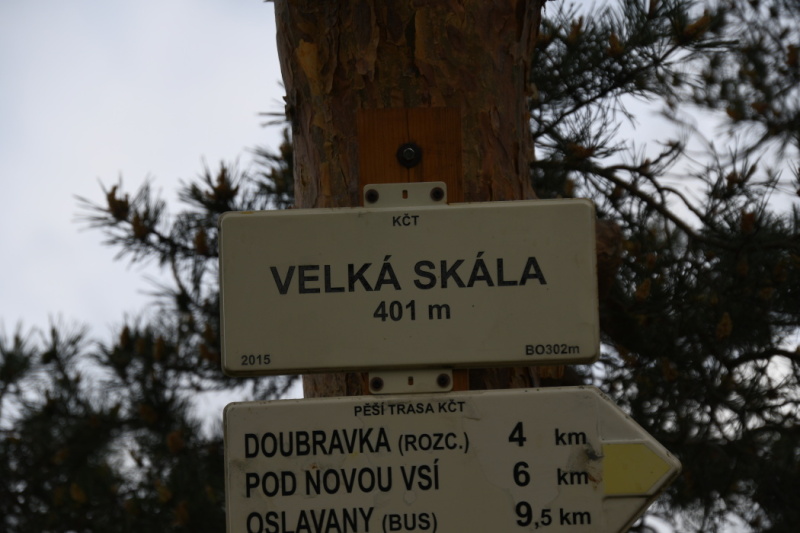 KČT
VELKÁ SKÁLA
401 m
2015 BO302m
PĚŠÍ TRASA KČT
DOUBRAVKA (ROZC.) 4 km
POD NOVOU VSÍ 6 km
OSLAVANY (BUS) 9,5 km